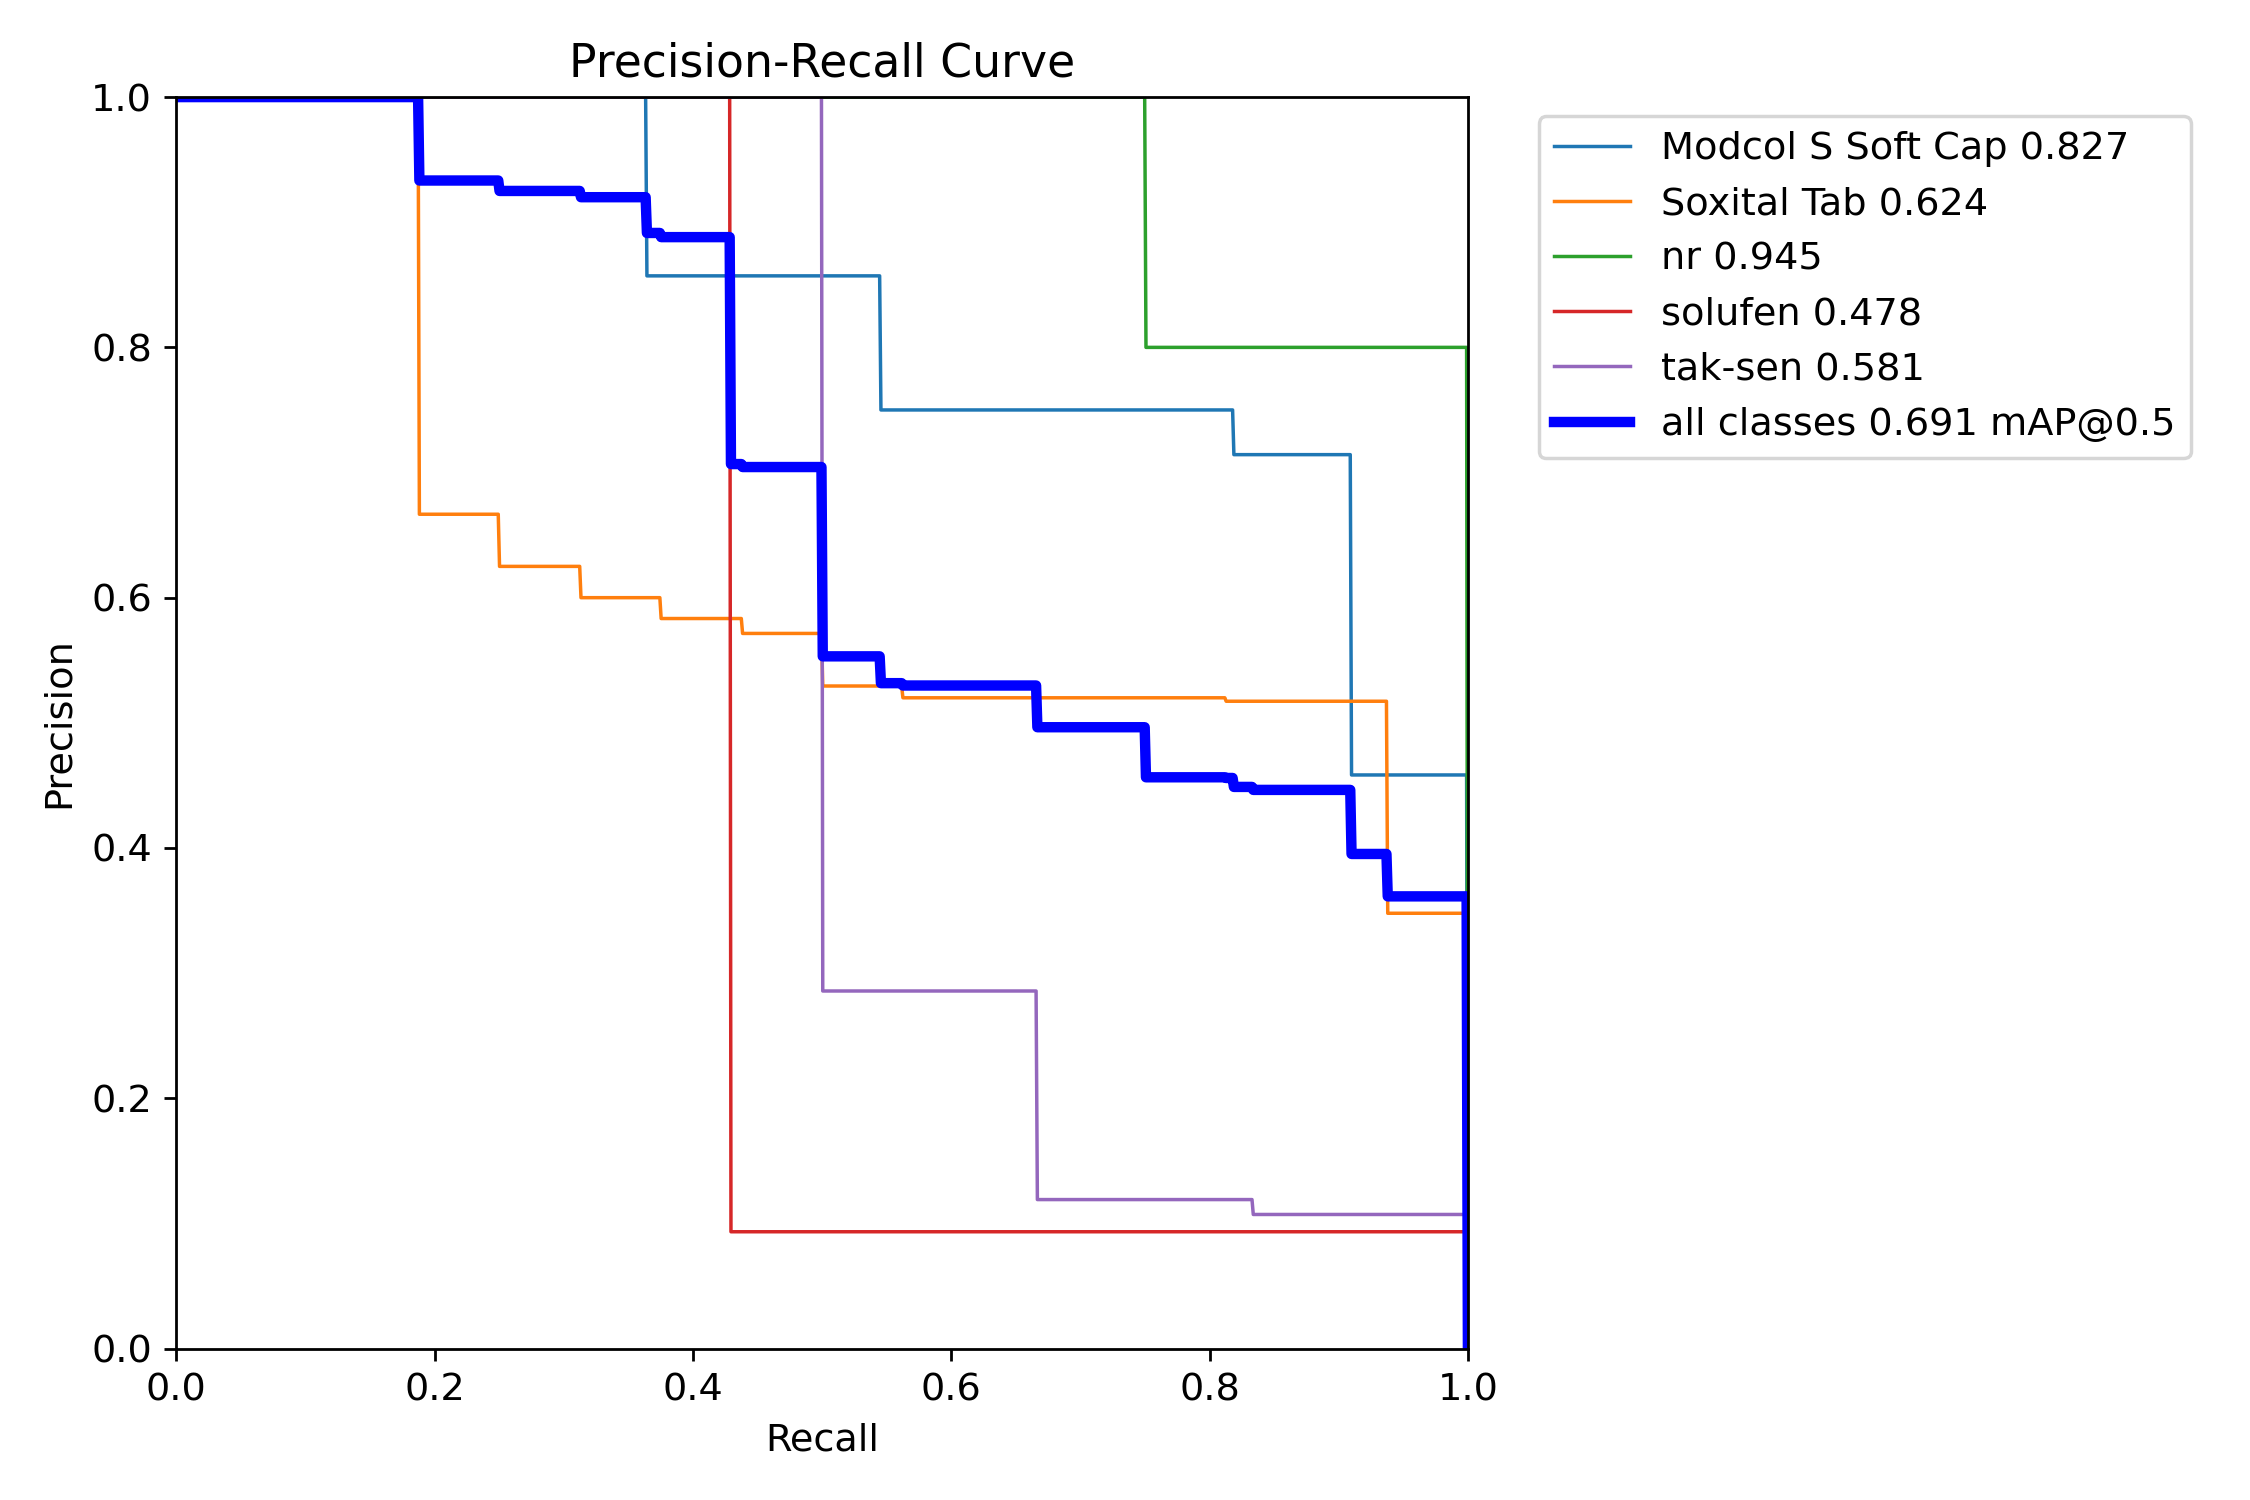 Precision-Recall Curve
1.0
0.8
0.6
0.4
0.2
0.0
Precision
0.0 0.2 0.4 0.6 0.8 1.0
Recall
Modcol S Soft Cap 0.827
Soxital Tab 0.624
nr 0.945
solufen 0.478
tak-sen 0.581
all classes 0.691 mAP@0.5